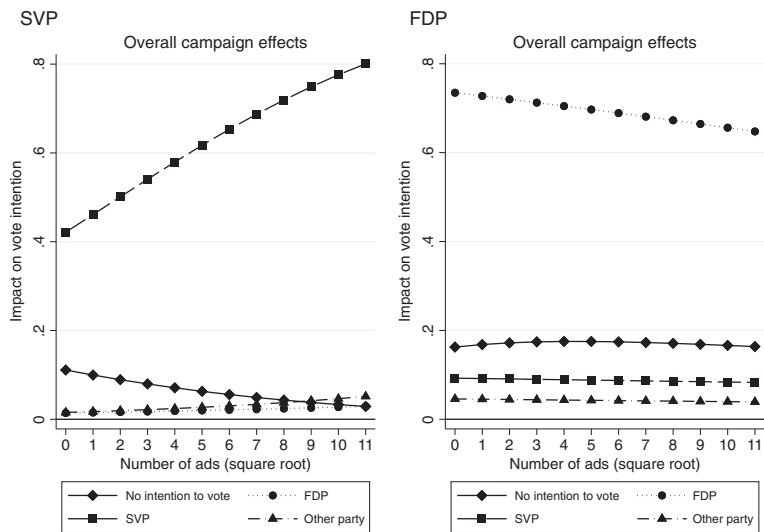 SVP
Overall campaign effects
Impact on vote intention
.8
.6
.4
.2
0
0 1 2 3 4 5 6 7 8 9 10 11
Number of ads (square root)
No intention to vote FDP
SVP Other party
FDP
Overall campaign effects
Impact on vote intention
.8
.6
.4
.2
0
0 1 2 3 4 5 6 7 8 9 10 11
Number of ads (square root)
No intention to vote FDP
SVP Other party